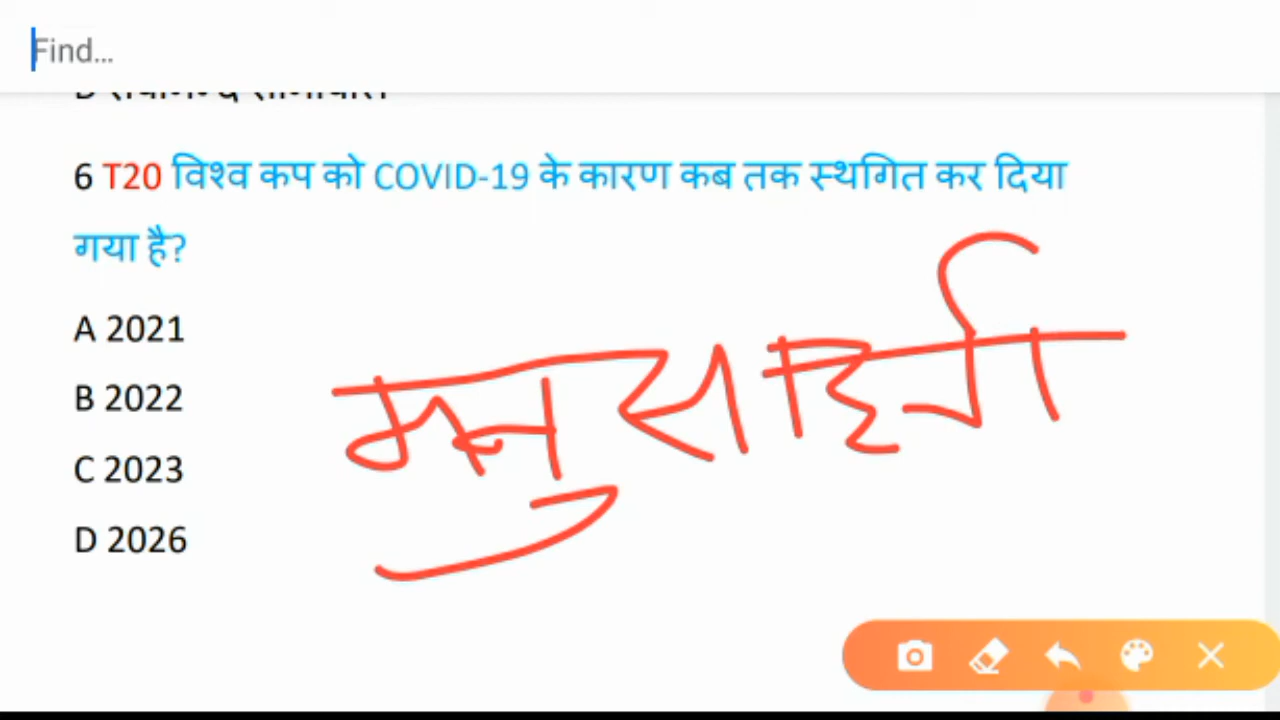 Find...
6 T20 विश्व कप को COVID-19 के कारण कब तक स्थगित कर दिया
गया है?
A 2021
B 2022
C 2023
D 2026